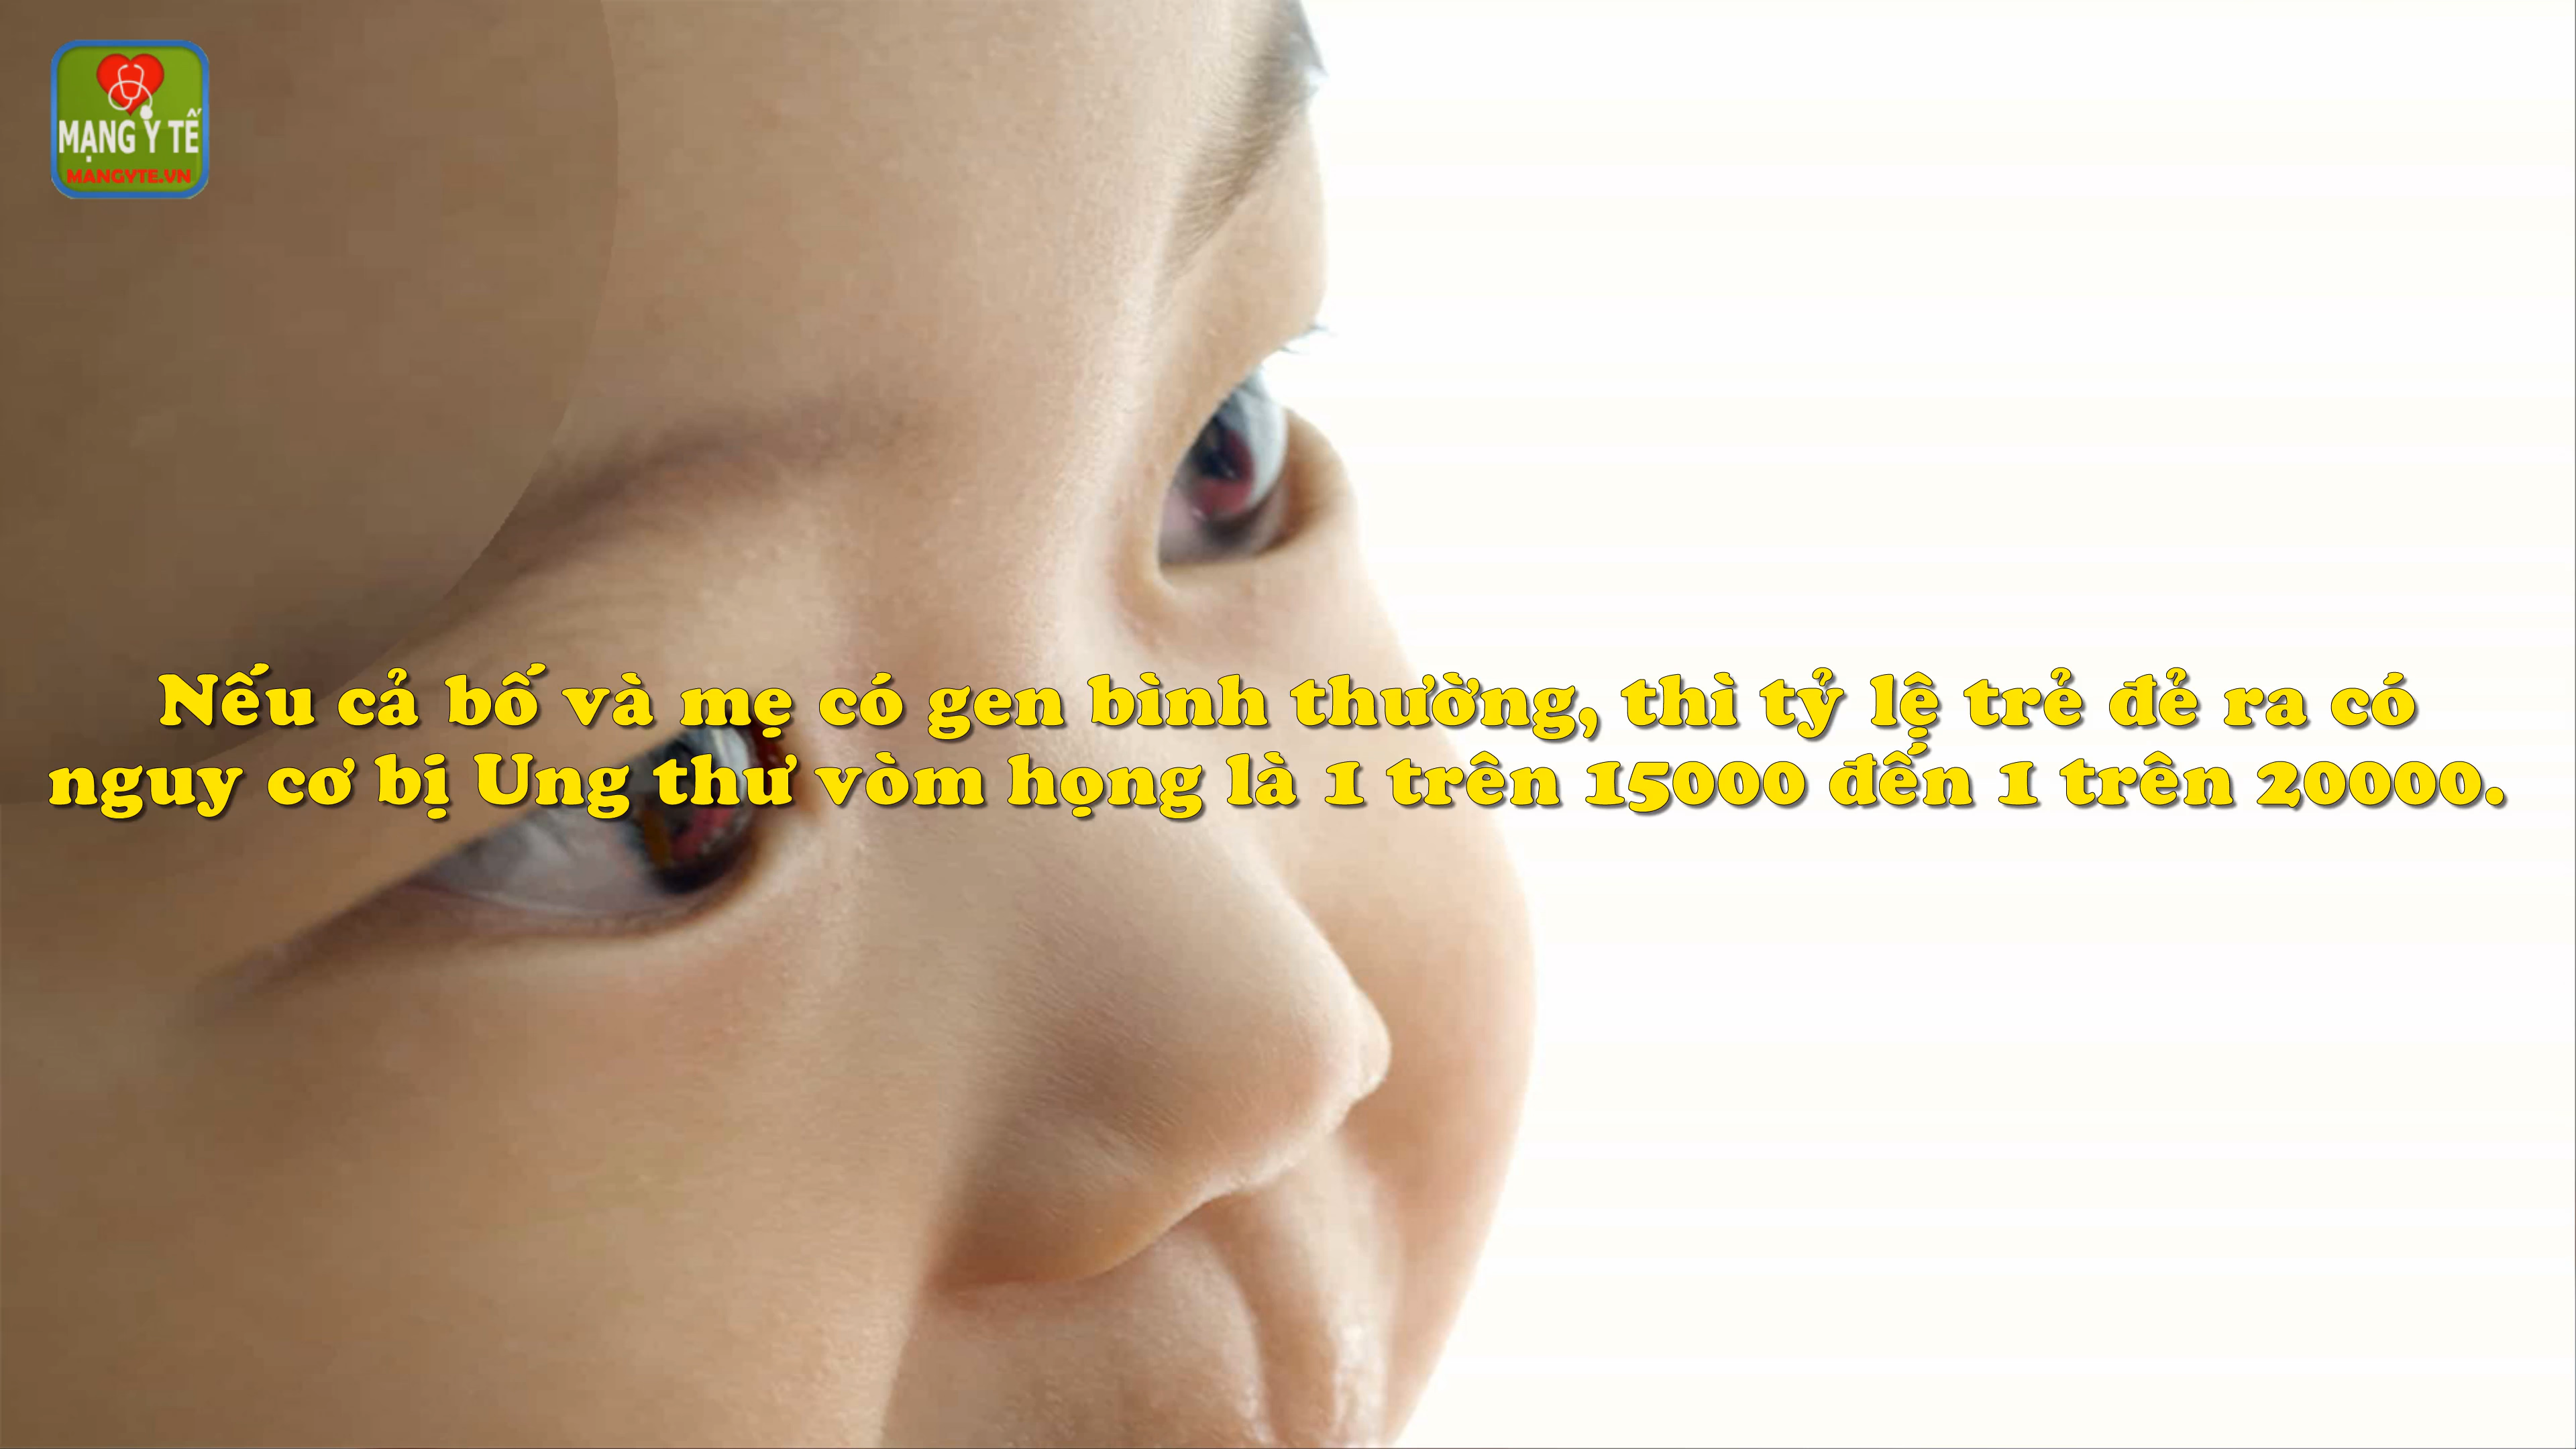 MẠNG Y TẾ
MANGYTE.VN
Nếu cả bố và mẹ có gen bình thường, thì tỷ lệ trẻ đẻ ra có
nguy cơ bị Ung thư vòm họng là 1 trên 15000 đến 1 trên 20000.